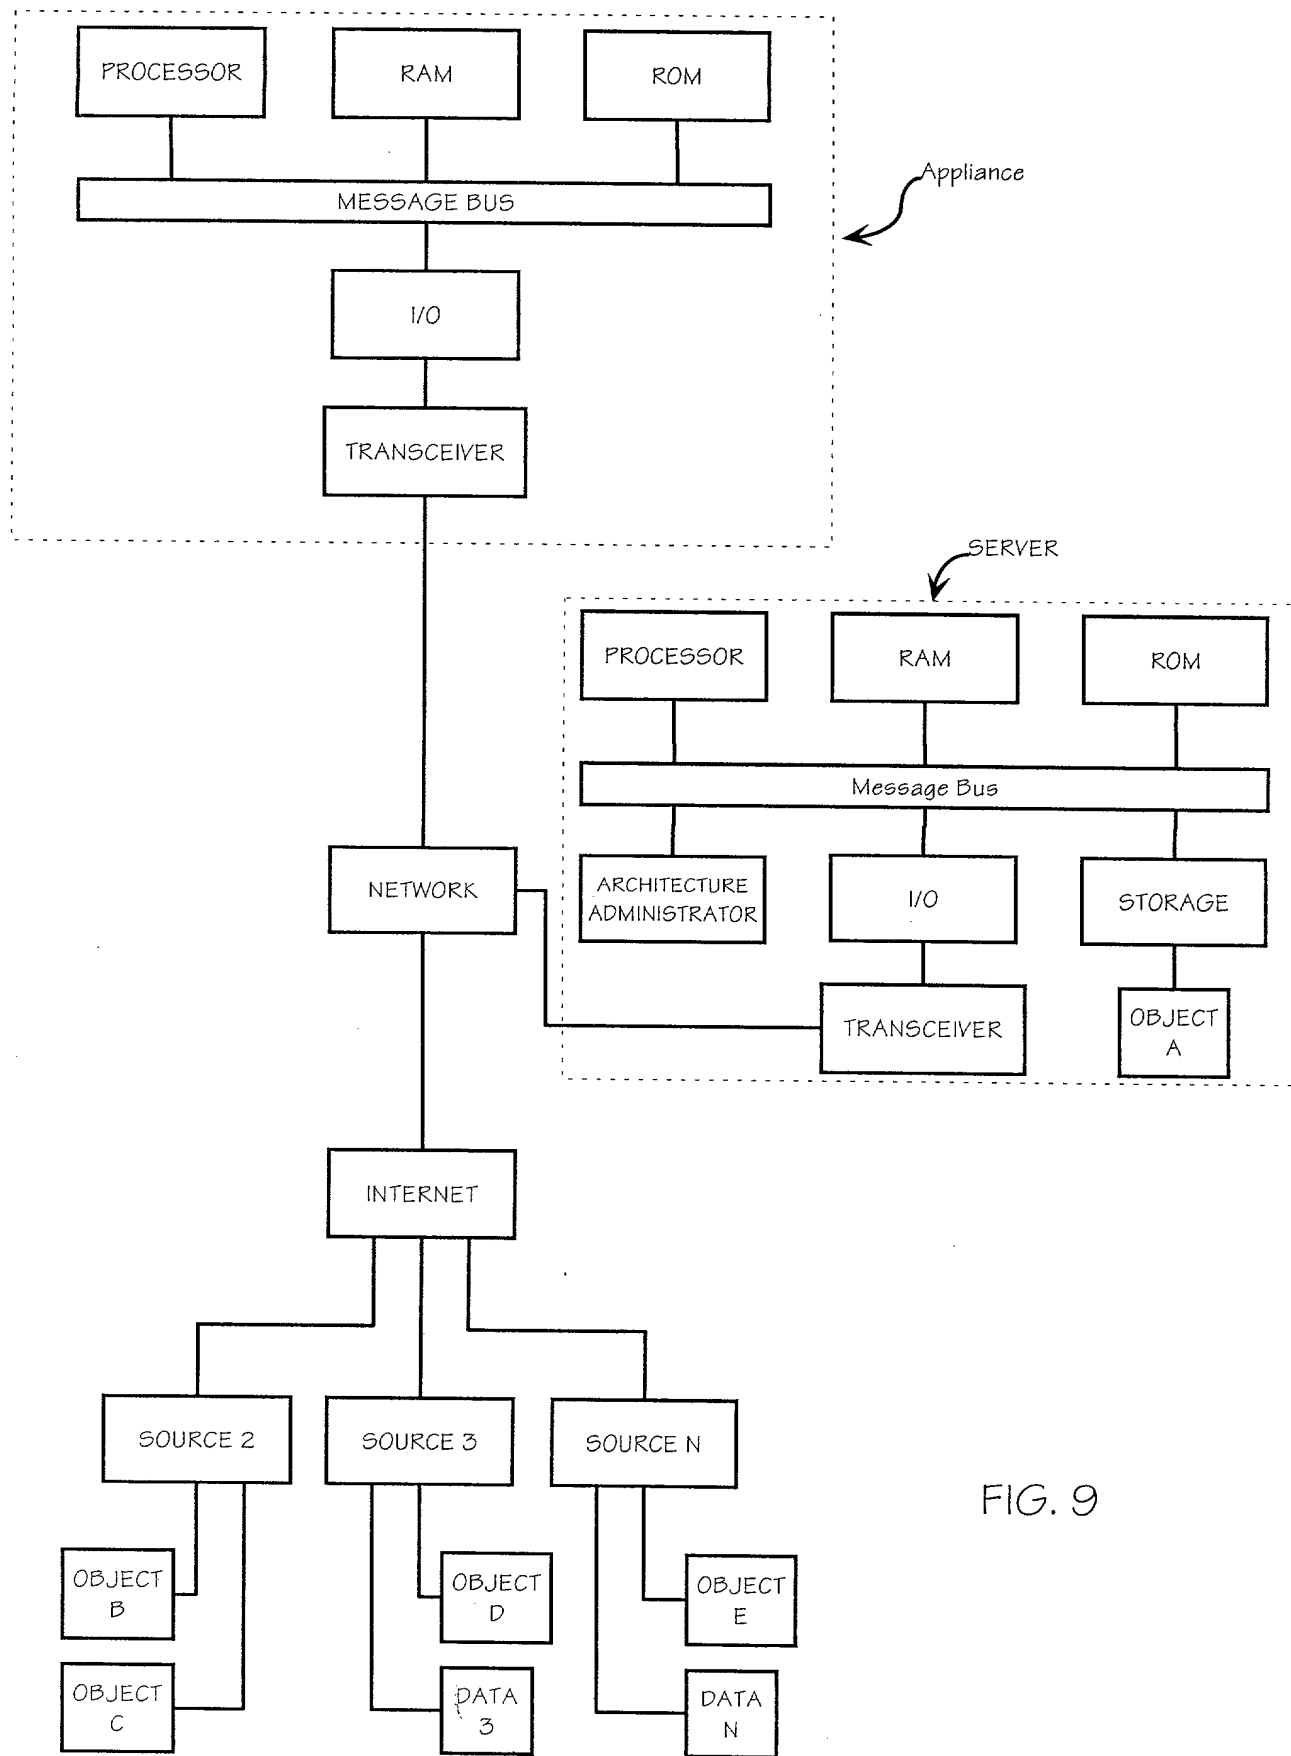 PROCESSOR
RAM
ROM
Appliance
MESSAGE BUS
I/O
TRANSCEIVER
SERVER
PROCESSOR
RAM
ROM
Message Bus
NETWORK
ARCHITECTURE
ADMINISTRATOR
I/O
STORAGE
TRANSCEIVER
OBJECT
A
INTERNET
SOURCE 2
SOURCE 3
SOURCE N
FIG. 9
OBJECT
B
OBJECT
D
OBJECT
E
OBJECT
C
DATA
3
DATA
N